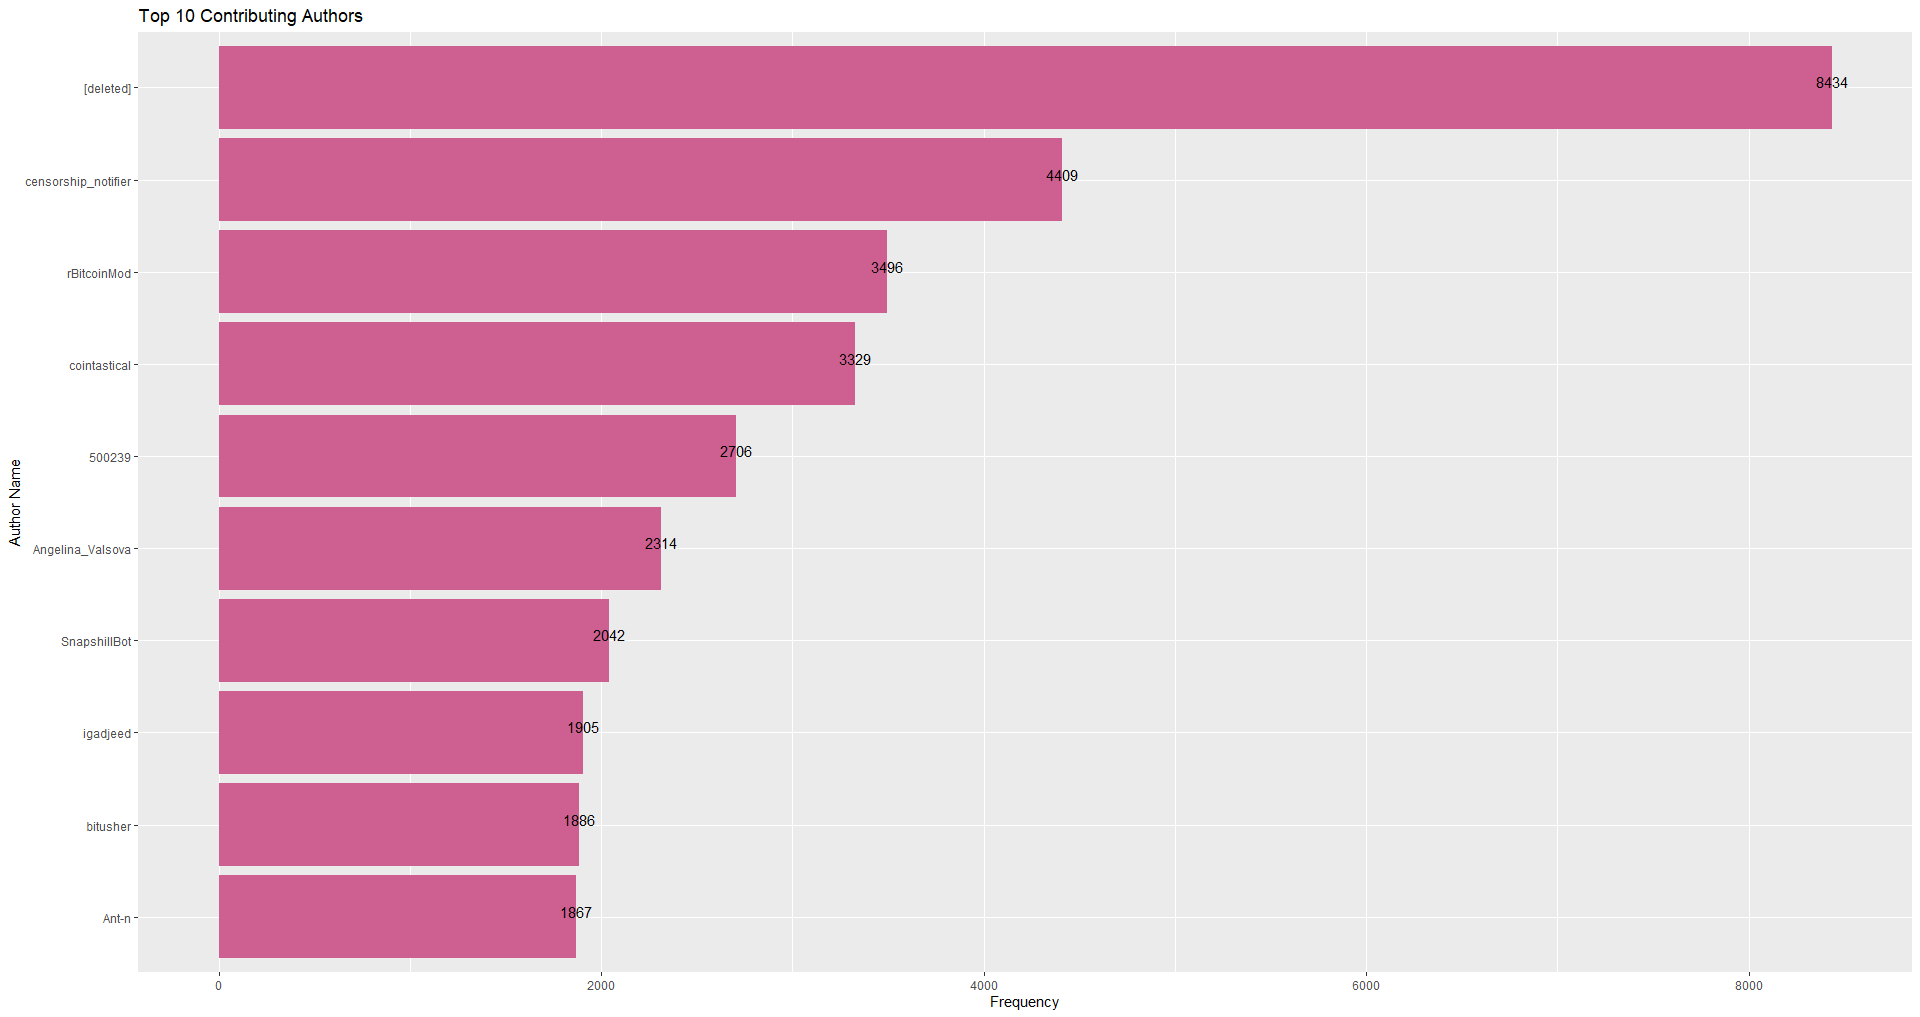 Top 10 Contributing Authors
Author Name
[deleted] 8434
censorship_notifier 4409
rBitcoinMod 3496
cointastical 3329
500239 2706
Angelina_Valsova 2314
SnapshillBot 2042
igadjeed 1905
bitusher 1886
Ant-n 1867
0 2000 4000 6000 8000
Frequency